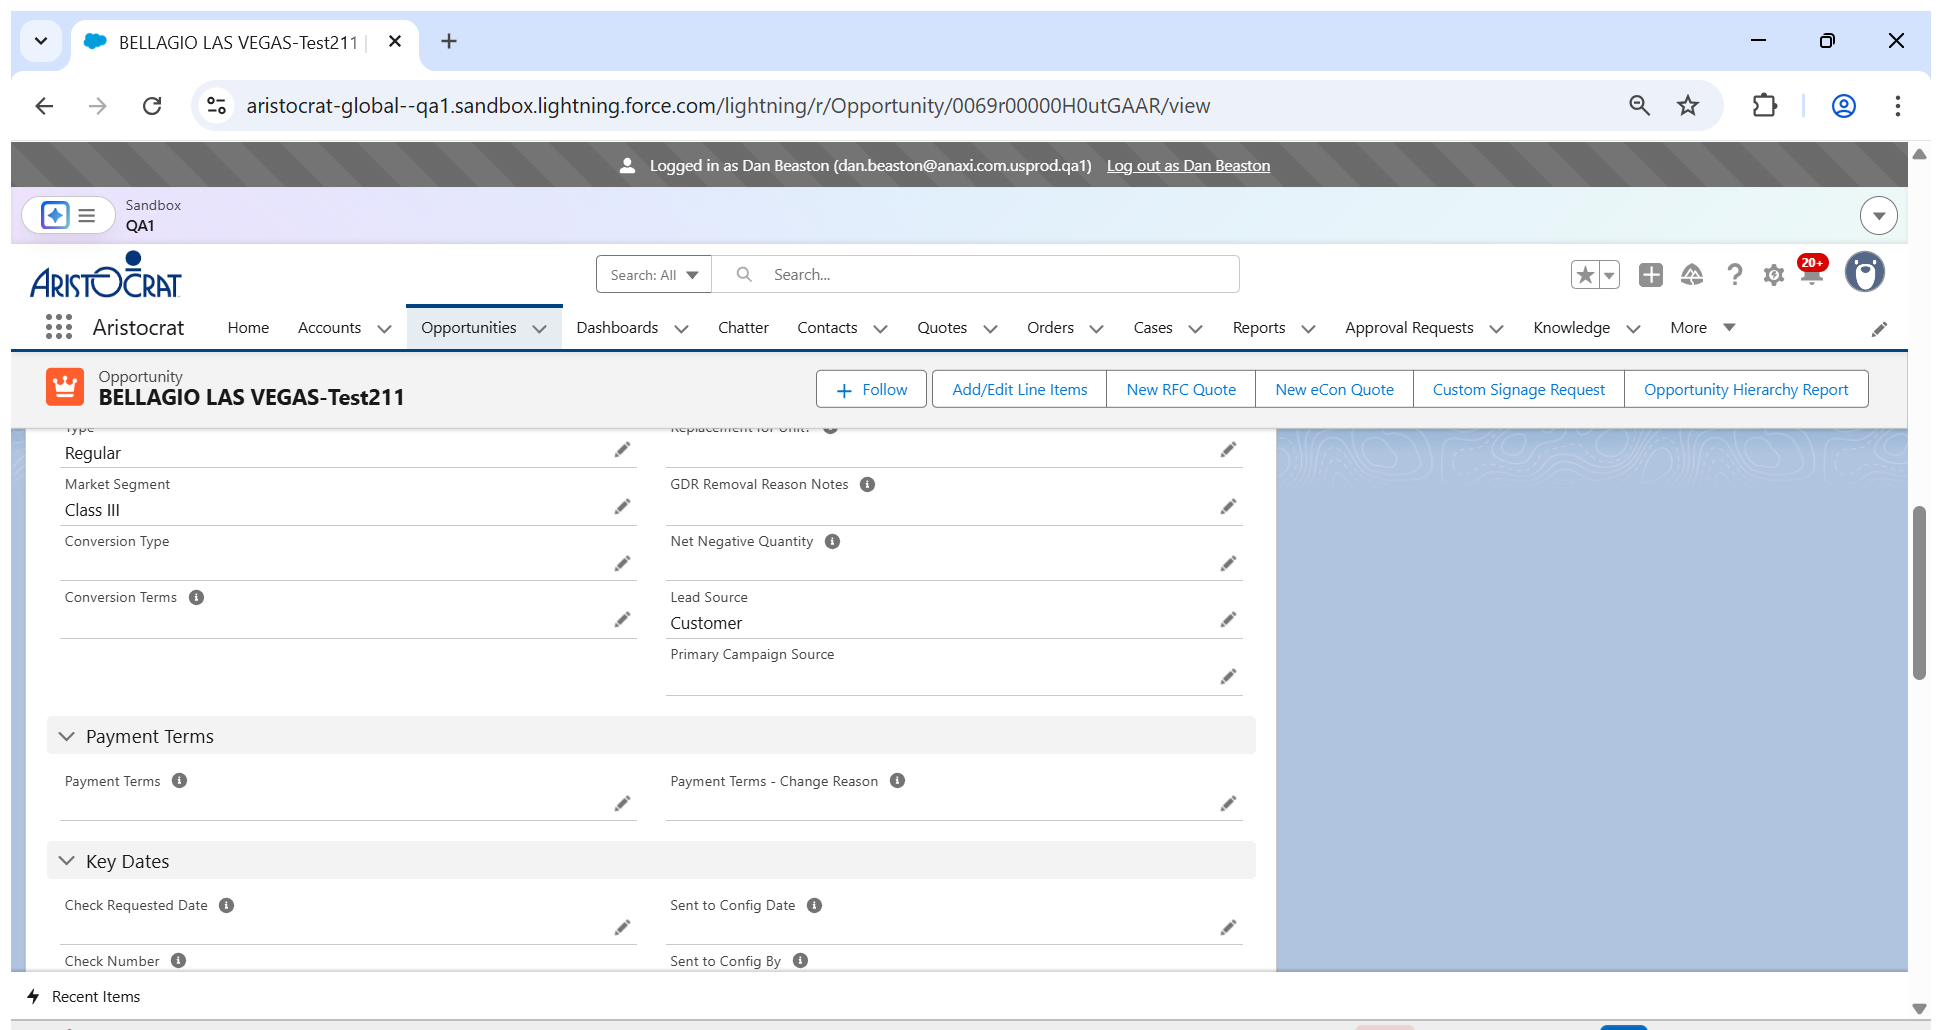 BELLAGIO LAS VEGAS-Test211
aristocrat-global--qa1.sandbox.lightning.force.com/lightning/r/Opportunity/0069r00000H0utGAAR/view
Logged in as Dan Beaston (dan.beaston@anaxi.com.usprod.qa1) Log out as Dan Beaston
Sandbox
QA1
ARISTOCRAT
Search: All Search...
20+
Aristocrat Home Accounts Opportunities Dashboards Chatter Contacts Quotes Orders Cases Reports Approval Requests Knowledge More
Opportunity
BELLAGIO LAS VEGAS-Test211
Follow Add/Edit Line Items New RFC Quote New eCon Quote Custom Signage Request Opportunity Hierarchy Report
Type Replacement for Unit?
Regular
Market Segment GDR Removal Reason Notes
Class III
Conversion Type Net Negative Quantity
Conversion Terms Lead Source
Customer
Primary Campaign Source
Payment Terms
Payment Terms Payment Terms - Change Reason
Key Dates
Check Requested Date Sent to Config Date
Check Number Sent to Config By
Recent Items